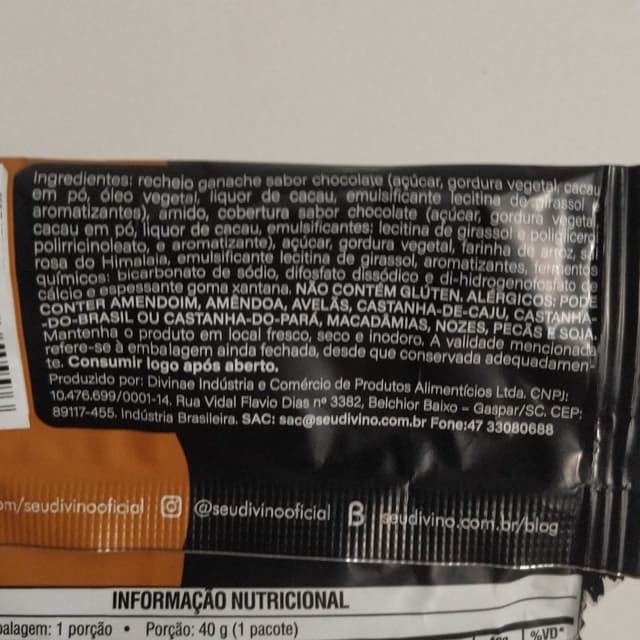 Ingredientes: recheio ganache sabor chocolate (açúcar, gordura vegetal, cacau
em pó, óleo vegetal, liquor de cacau, emulsificante lecitina de girassol e
aromatizantes), amido, cobertura sabor chocolate (açúcar, gordura vegetal,
cacau em pó, liquor de cacau, emulsificantes: lecitina de girassol e poliglicerol
polirricinoleato, e aromatizante), açúcar, gordura vegetal, farinha de arroz, sal
rosa do Himalaia, emulsificante lecitina de girassol, aromatizantes, fermentos
químicos: bicarbonato de sódio, difosfato dissódico e di-hidrogenofosfato de
cálcio e espessante goma xantana. NÃO CONTÉM GLÚTEN. ALÉRGICOS: PODE
CONTER AMENDOIM, AMÊNDOA, AVELÃS, CASTANHA-DE-CAJU, CASTANHA-
-DO-BRASIL OU CASTANHA-DO-PARÁ, MACADÂMIAS, NOZES, PECÃS E SOJA.
Mantenha o produto em local fresco, seco e inodoro. A validade mencionada
refere-se à embalagem ainda fechada, desde que conservada adequadamen-
te. Consumir logo após aberto.
Produzido por: Divinae Indústria e Comércio de Produtos Alimentícios Ltda. CNPJ:
10.476.699/0001-14. Rua Vidal Flavio Dias nº 3382, Belchior Baixo – Gaspar/SC. CEP:
89117-455. Indústria Brasileira. SAC: sac@seudivino.com.br Fone:47 33080688
om/seudivinooficial @seudivinooficial B seudivino.com.br/blog
INFORMAÇÃO NUTRICIONAL
balagem: 1 porção • Porção: 40 g (1 pacote)
%VD*